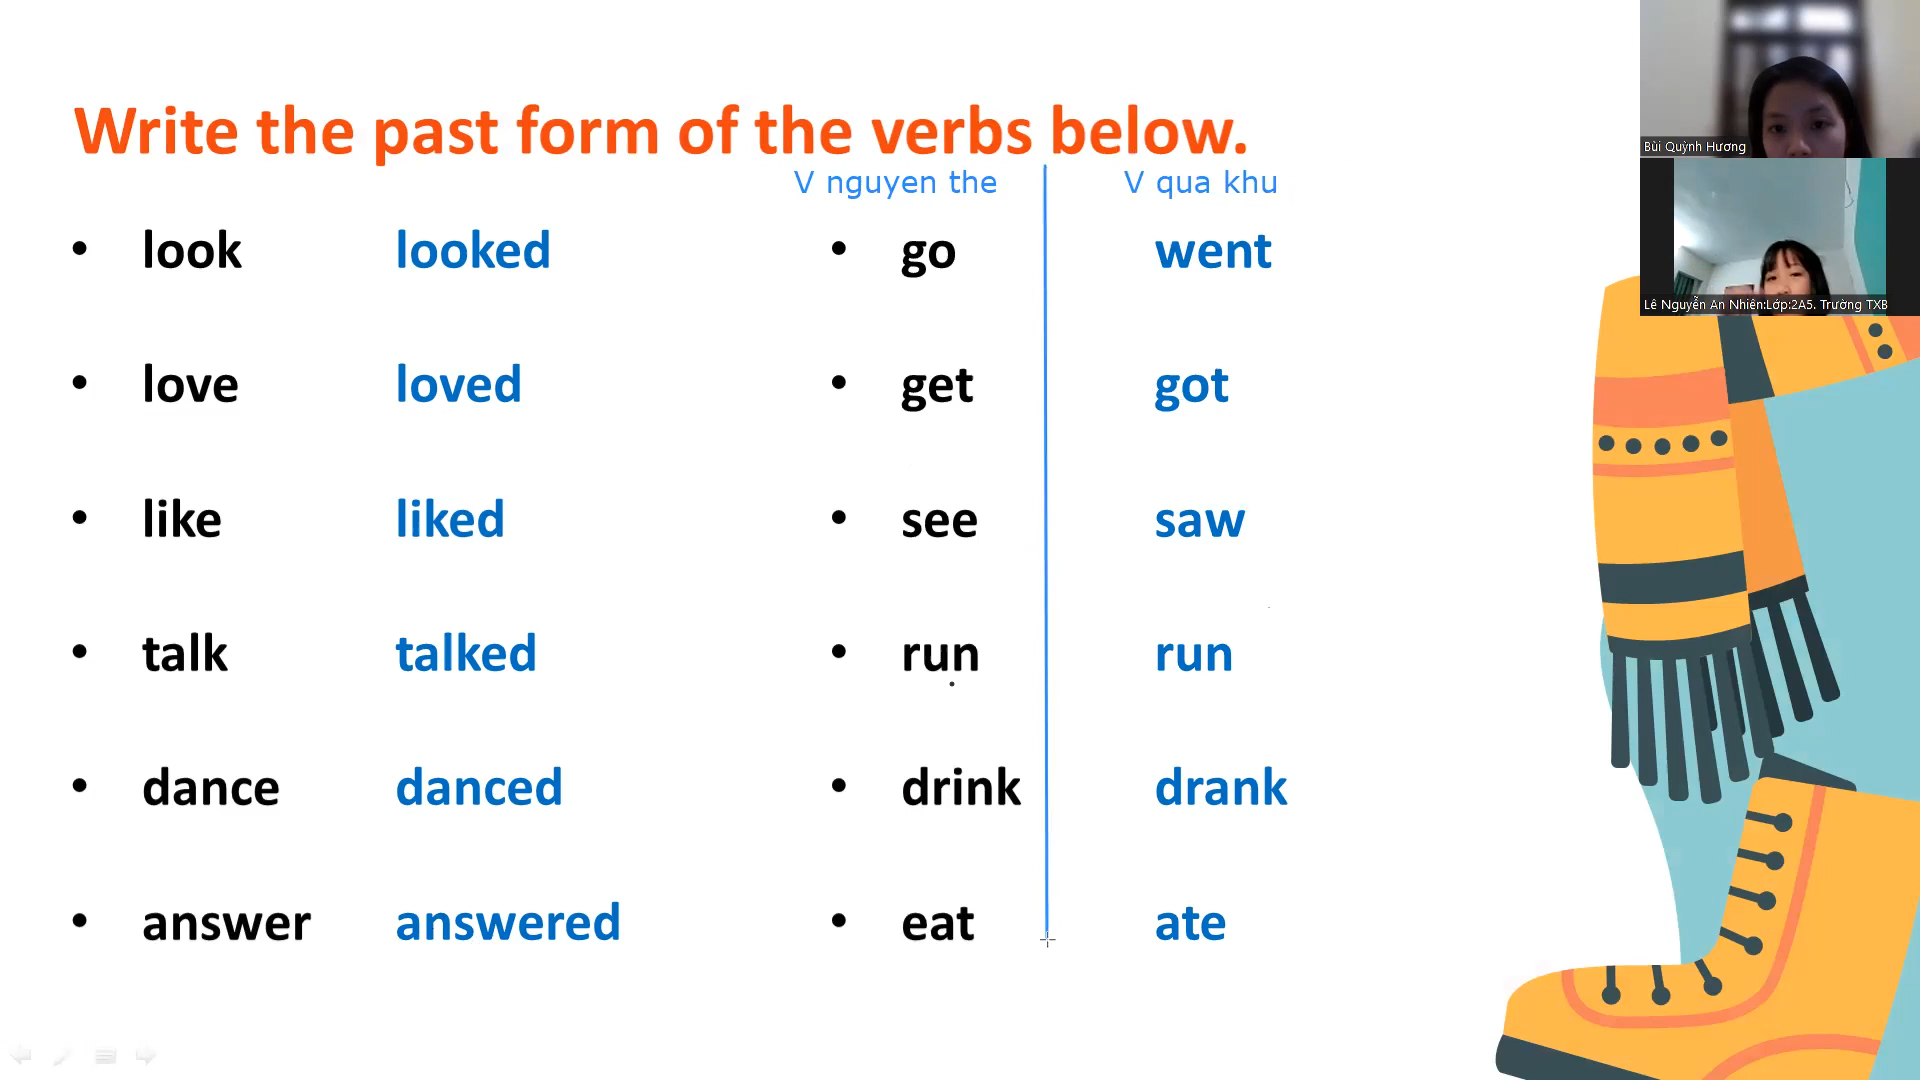 Write the past form of the verbs below.
V nguyen the V qua khu
• look looked • go went
• love loved • get got
• like liked • see saw
• talk talked • run run
• dance danced • drink drank
• answer answered • eat ate
Bùi Quỳnh Hương
Lê Nguyễn An Nhiên:Lớp:2A5. Trường TXB